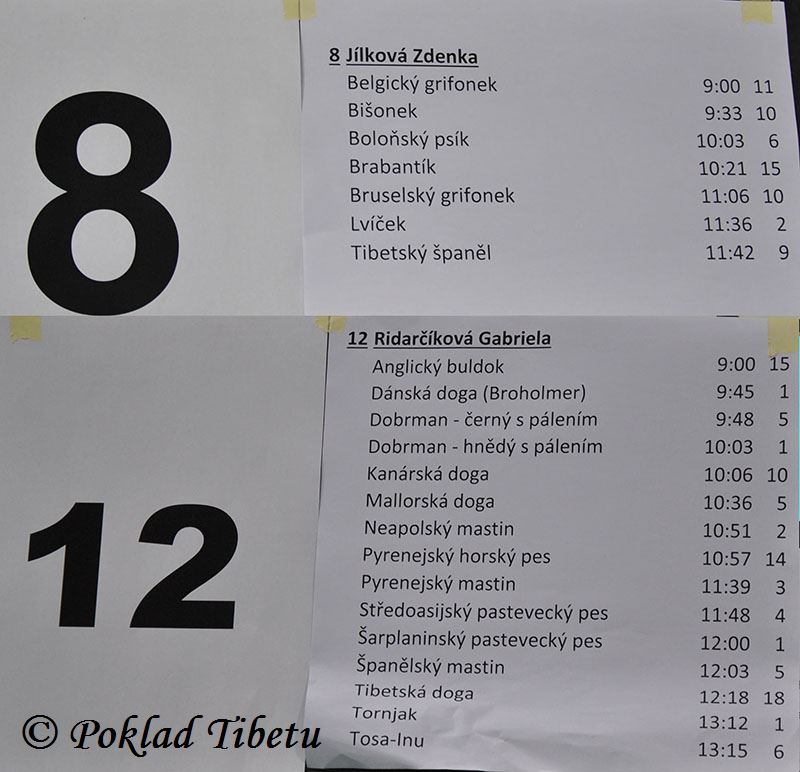 8
8 Jílková Zdenka
Belgický grifonek 9:00 11
Bišonek 9:33 10
Boloňský psík 10:03 6
Brabantík 10:21 15
Bruselský grifonek 11:06 10
Lvíček 11:36 2
Tibetský španěl 11:42 9
12
12 Ridarčíková Gabriela
Anglický buldok 9:00 15
Dánská doga (Broholmer) 9:45 1
Dobrman - černý s pálením 9:48 5
Dobrman - hnědý s pálením 10:03 1
Kanárská doga 10:06 10
Mallorská doga 10:36 5
Neapolský mastin 10:51 2
Pyrenejský horský pes 10:57 14
Pyrenejský mastin 11:39 3
Středoasijský pastevecký pes 11:48 4
Šarplaninský pastevecký pes 12:00 1
Španělský mastin 12:03 5
Tibetská doga 12:18 18
Tornjak 13:12 1
Tosa-Inu 13:15 6
© Poklad Tibetu